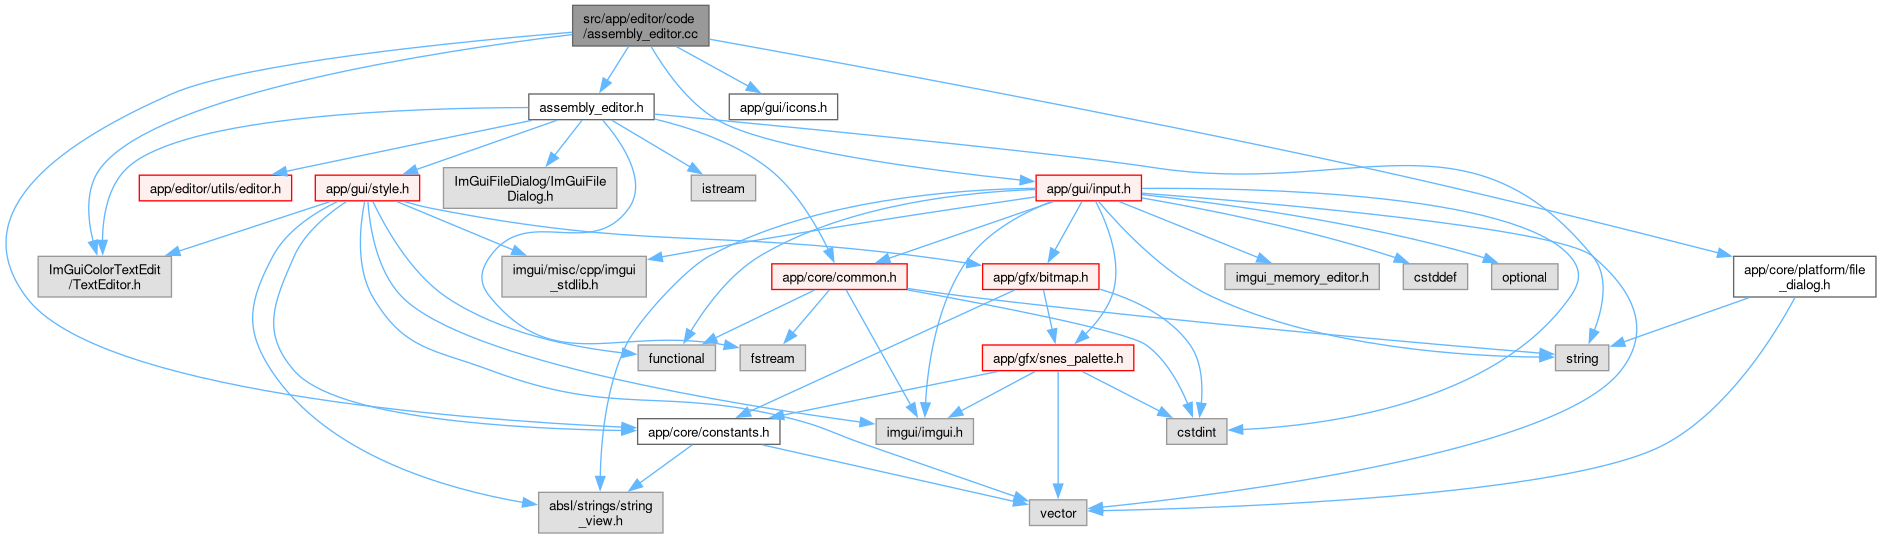 src/app/editor/code
/assembly_editor.cc
assembly_editor.h
app/gui/icons.h
app/editor/utils/editor.h
app/gui/style.h
ImGuiFileDialog/ImGuiFile
Dialog.h
istream
app/gui/input.h
ImGuiColorTextEdit
/TextEditor.h
imgui/misc/cpp/imgui
_stdlib.h
app/core/common.h
app/gfx/bitmap.h
imgui_memory_editor.h
cstddef
optional
app/core/platform/file
_dialog.h
functional
fstream
app/gfx/snes_palette.h
string
app/core/constants.h
imgui/imgui.h
cstdint
absl/strings/string
_view.h
vector